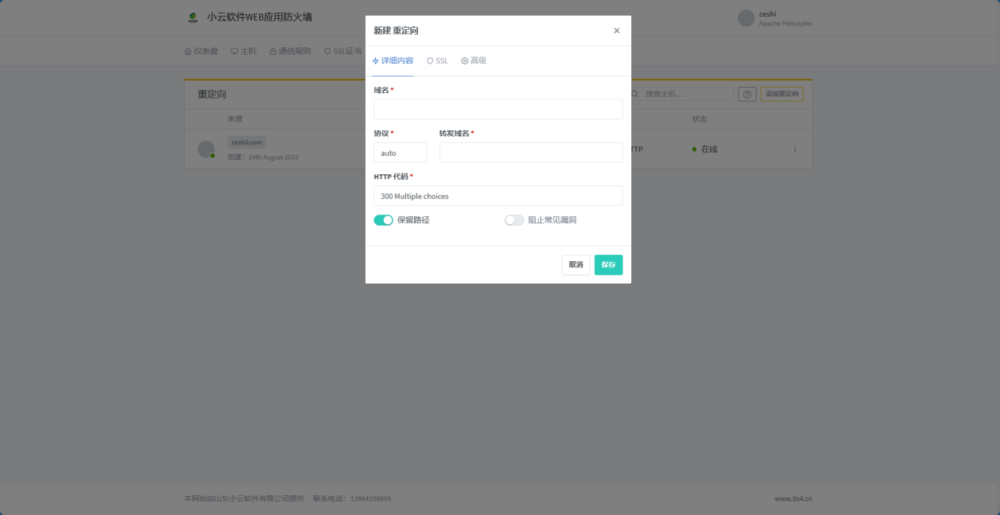 小云软件WEB应用防火墙
ceshi
Apache Helicopter
仪表盘 主机 通信规则 SSL证书
新建 重定向
详细内容 SSL 高级
域名*
协议* 转发域名*
auto
HTTP 代码*
300 Multiple choices
保留路径 阻止常见漏洞
取消 保存
重定向 搜索主机... 添加重定向
来源 状态
ceshi2.com
创建: 29th August 2023
TTP 在线
本网站由山东小云软件有限公司提供 联系电话: 13864198606 www.9x4.cn